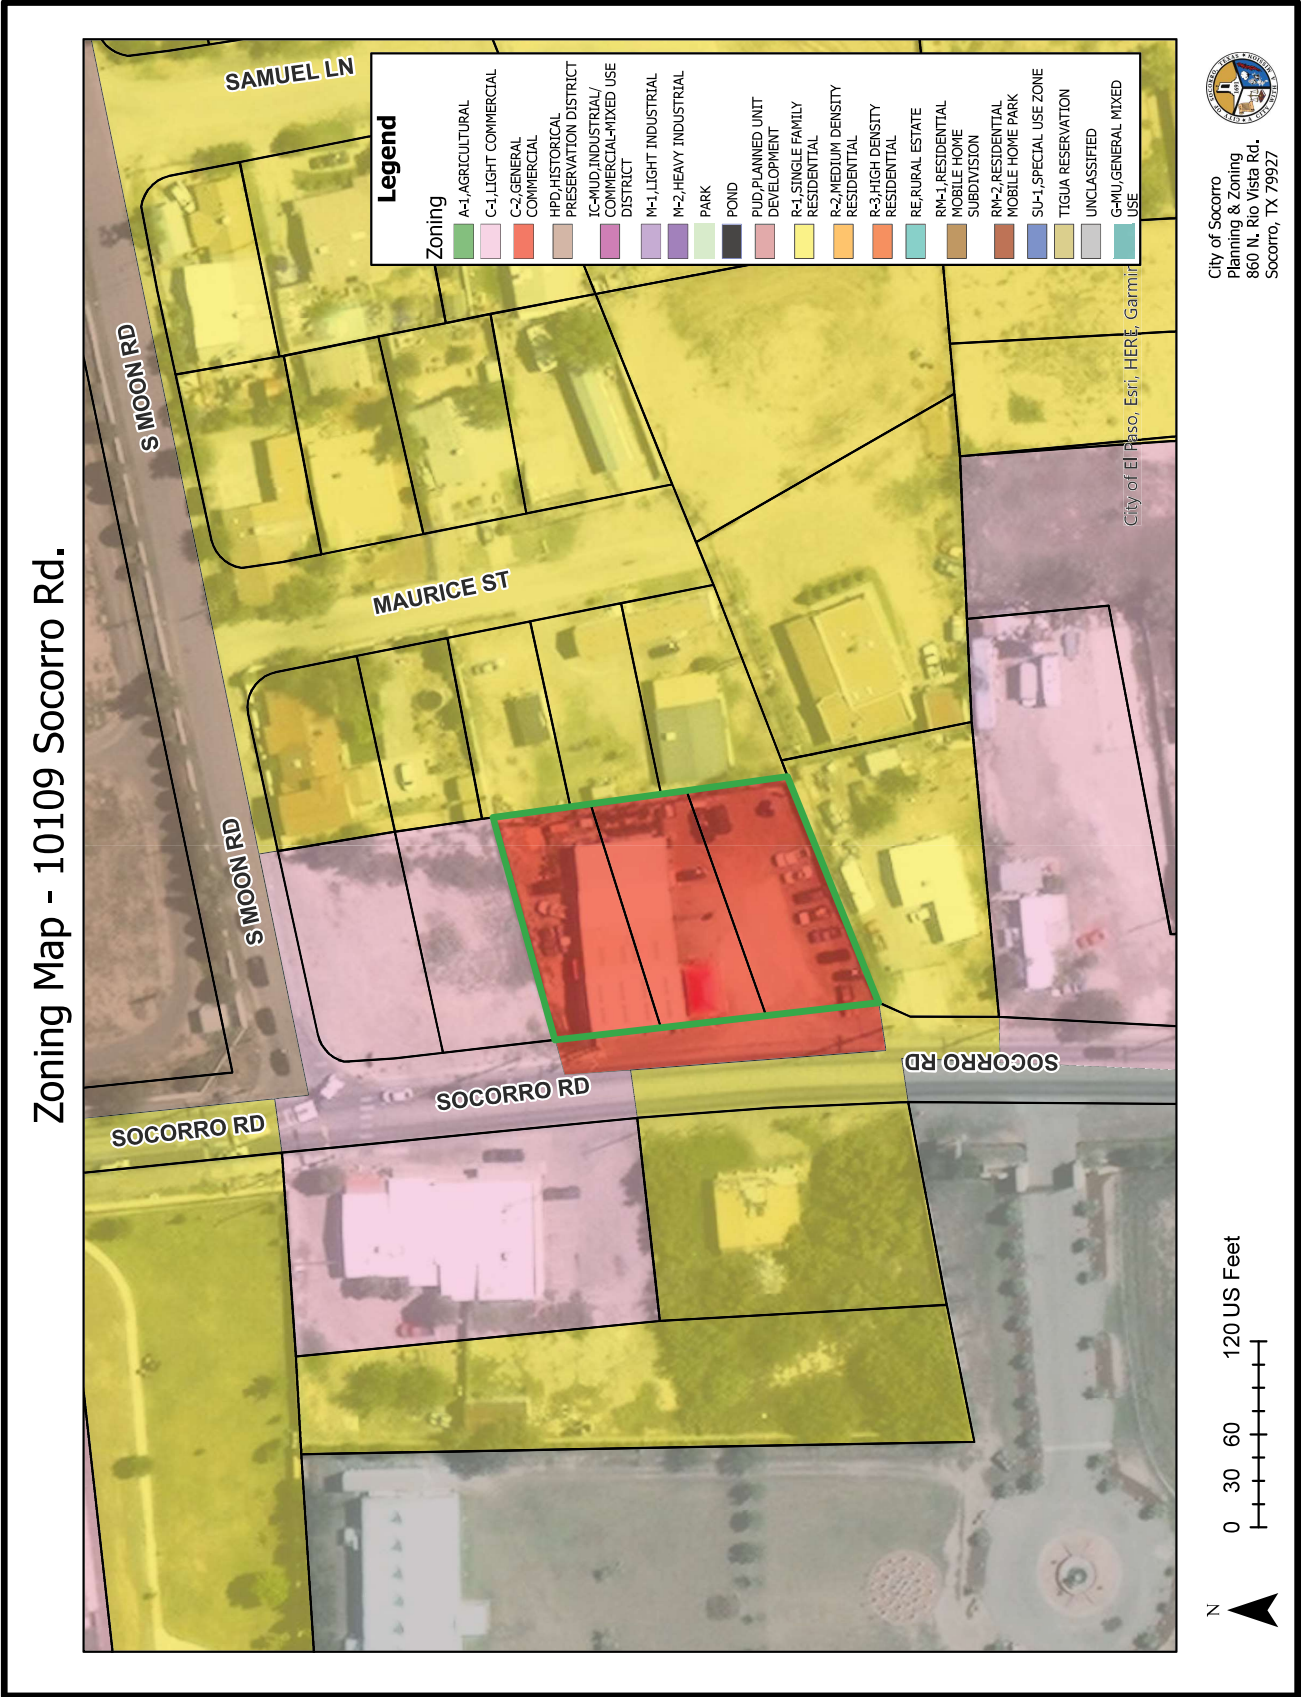 Zoning Map - 10109 Socorro Rd.
SAMUEL LN
S MOON RD
S MOON RD
MAURICE ST
SOCORRO RD
SOCORRO RD
SOCORRO RD
Legend
Zoning
A-1,AGRICULTURAL
C-1,LIGHT COMMERCIAL
C-2,GENERAL
COMMERCIAL
HPD,HISTORICAL
PRESERVATION DISTRICT
IC-MUD,INDUSTRIAL/
COMMERCIAL-MIXED USE
DISTRICT
M-1,LIGHT INDUSTRIAL
M-2,HEAVY INDUSTRIAL
PARK
POND
PUD,PLANNED UNIT
DEVELOPMENT
R-1,SINGLE FAMILY
RESIDENTIAL
R-2,MEDIUM DENSITY
RESIDENTIAL
R-3,HIGH DENSITY
RESIDENTIAL
RE,RURAL ESTATE
RM-1,RESIDENTIAL
MOBILE HOME
SUBDIVISION
RM-2,RESIDENTIAL
MOBILE HOME PARK
SU-1,SPECIAL USE ZONE
TIGUA RESERVATION
UNCLASSIFIED
G-MU,GENERAL MIXED
USE
City of El Paso, Esri, HERE, Garmin
N
0 30 60 120 US Feet
City of Socorro
Planning & Zoning
860 N. Rio Vista Rd.
Socorro, TX 79927